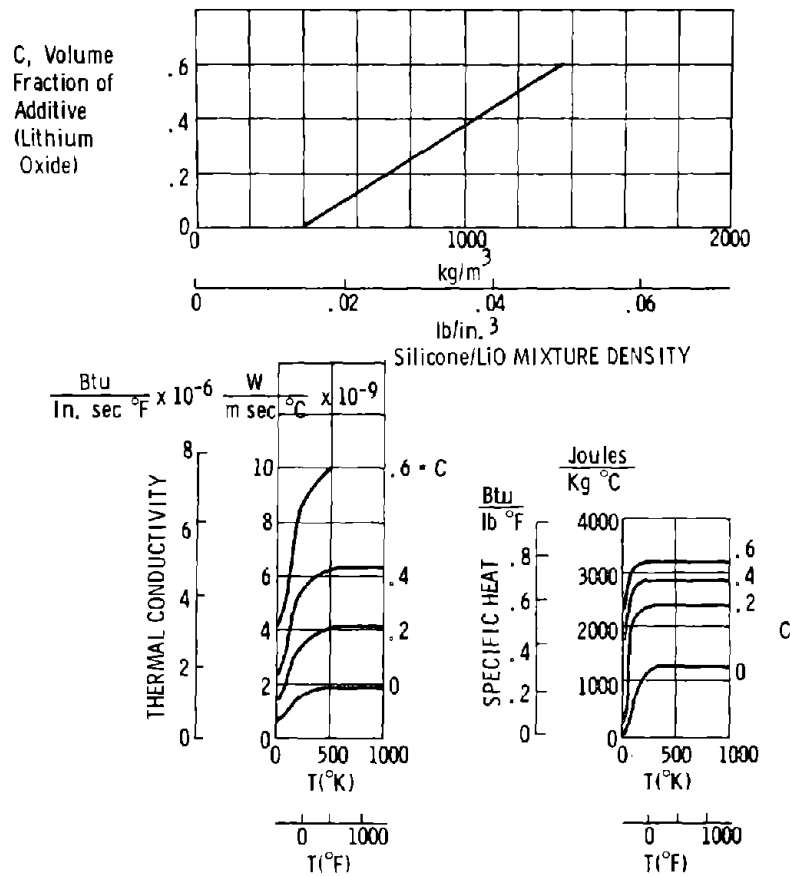 C, Volume
Fraction of
Additive
(Lithium
Oxide)
.6
.4
.2
0
0 1000 2000
kg/m3
0 .02 .04 .06
lb/in. 3
Silicone/LiO MIXTURE DENSITY
Btu
In. sec °F
x 10-6
W
m sec °C
x 10-9
THERMAL CONDUCTIVITY
8
6
4
2
0
10
8
6
4
2
0
.6 = C
.4
.2
0
0 500 1000
T(°K)
0 1000
T(°F)
Joules
Kg °C
Btu
lb °F
SPECIFIC HEAT
.8
.6
.4
.2
0
4000
3000
2000
1000
0
.6
.4
.2
0
C
0 500 1000
T(°K)
0 1000
T(°F)